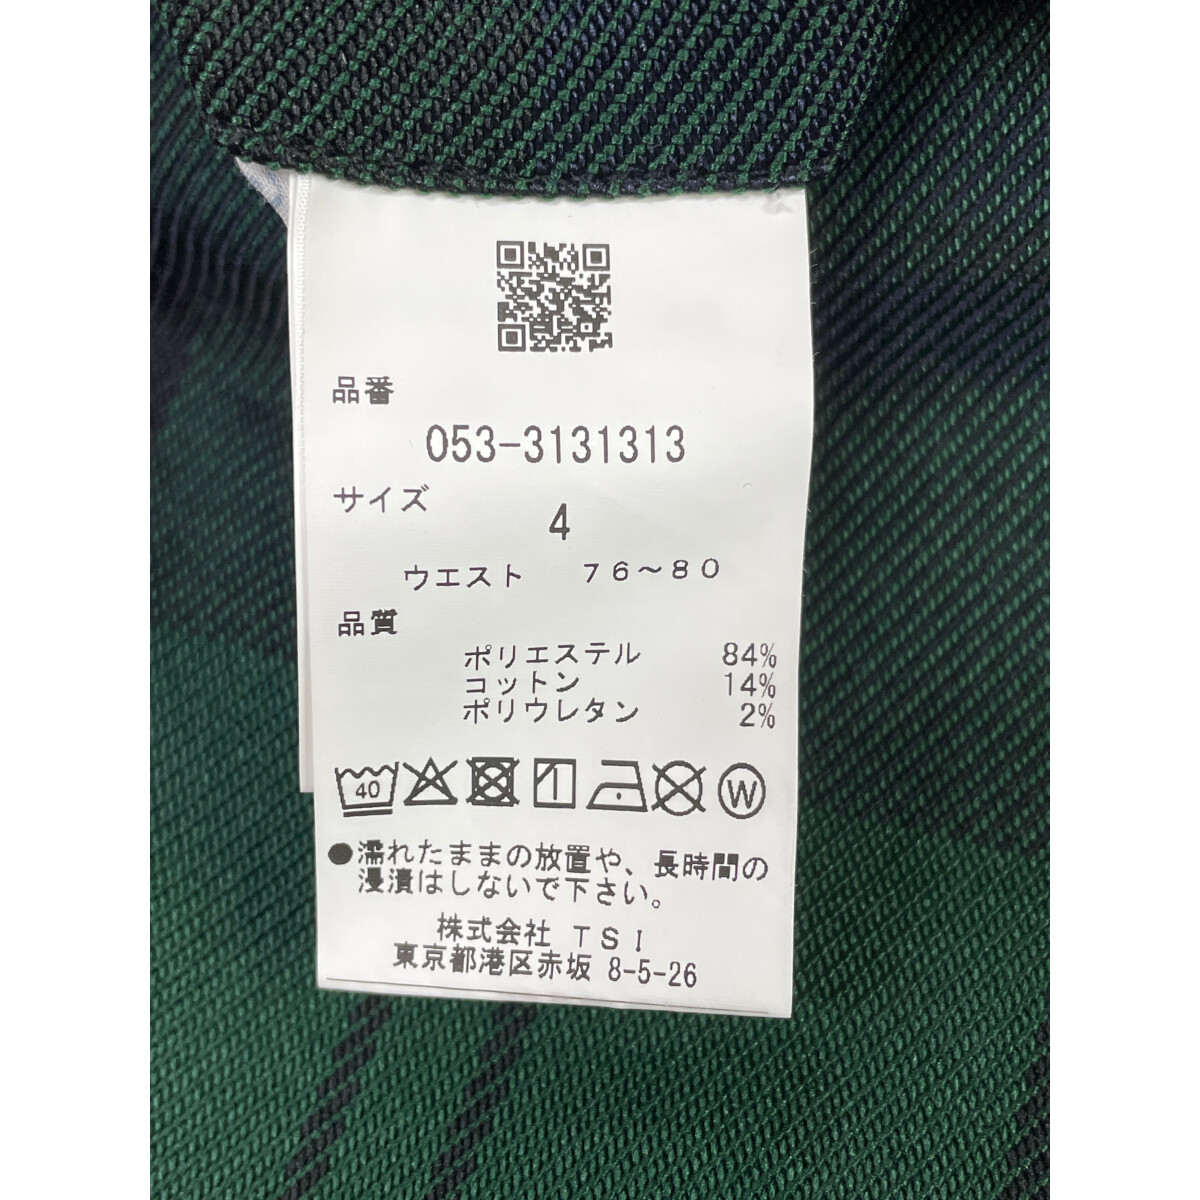 品番
053-3131313
サイズ
4
ウエスト 76～80
品質
ポリエステル 84%
コットン 14%
ポリウレタン 2%
40 W
●濡れたままの放置や、長時間の
浸漬はしないで下さい。
株式会社 TSI
東京都港区赤坂 8-5-26